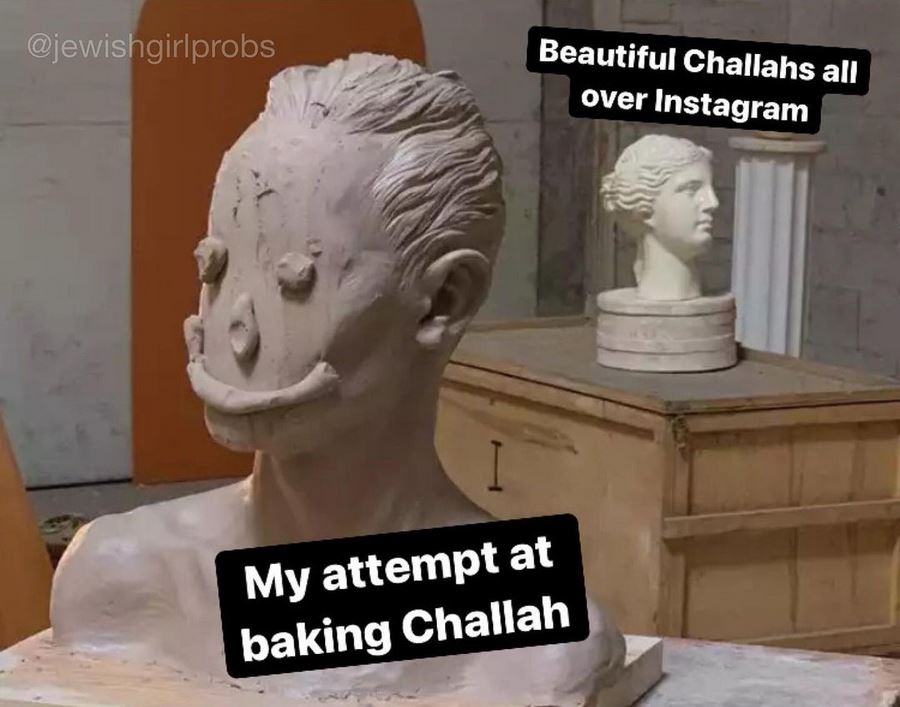 @jewishgirlprobs
Beautiful Challahs all
over Instagram
My attempt at
baking Challah